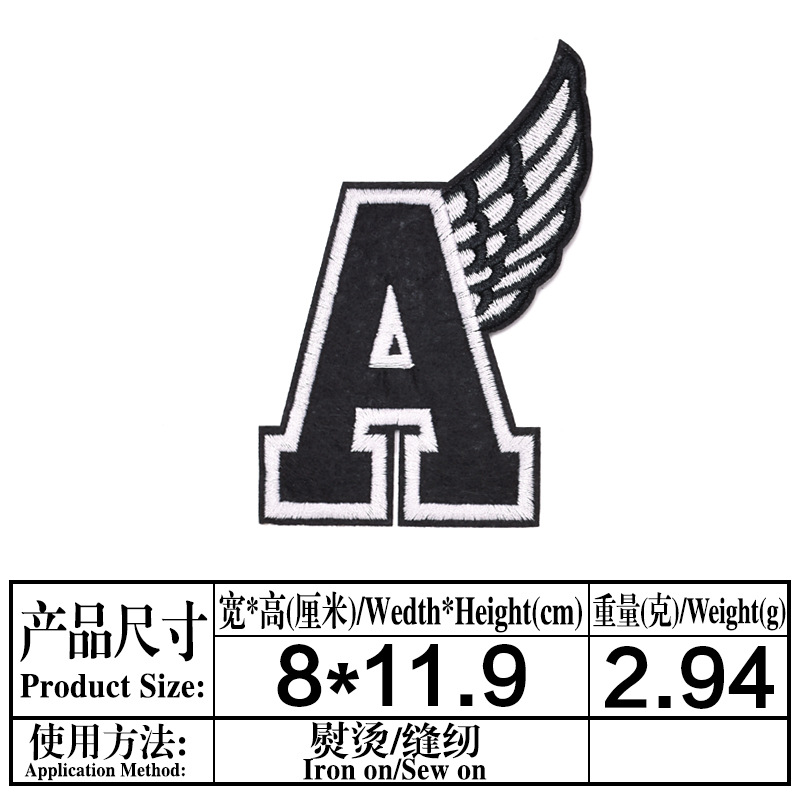 A
产品尺寸
Product Size:
宽*高(厘米)/Wedth*Height(cm)
重量(克)/Weight(g)
8*11.9
2.94
使用方法:
Application Method:
熨烫/缝纫
Iron on/Sew on